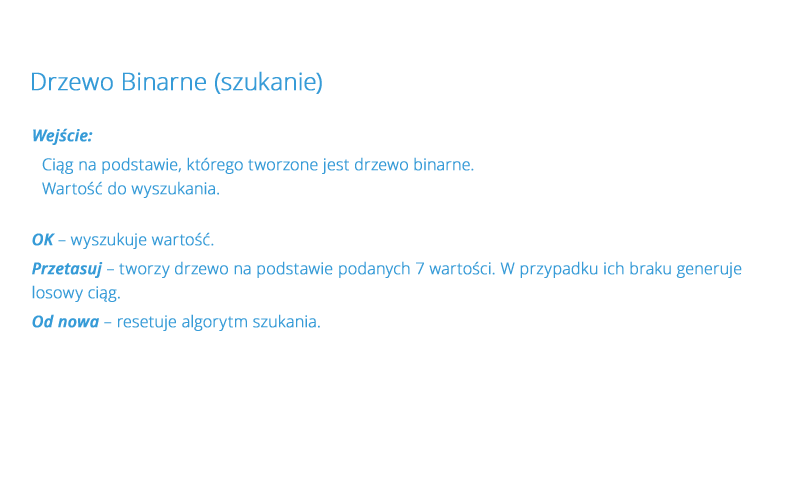 Drzewo Binarne (szukanie)
Wejście:
Ciąg na podstawie, którego tworzone jest drzewo binarne.
Wartość do wyszukania.
OK – wyszukuje wartość.
Przetasuj – tworzy drzewo na podstawie podanych 7 wartości. W przypadku ich braku generuje
losowy ciąg.
Od nowa – resetuje algorytm szukania.